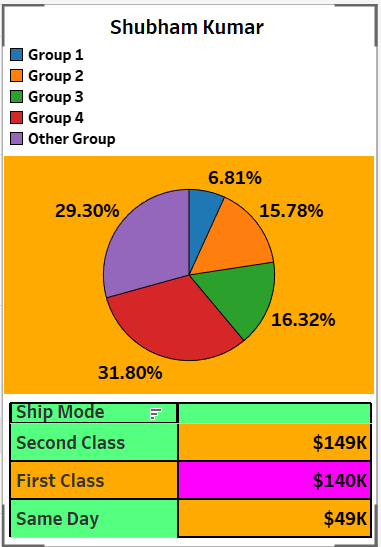 Shubham Kumar
Group 1
Group 2
Group 3
Group 4
Other Group
6.81%
29.30%
15.78%
16.32%
31.80%
Ship Mode
Second Class $149K
First Class $140K
Same Day $49K